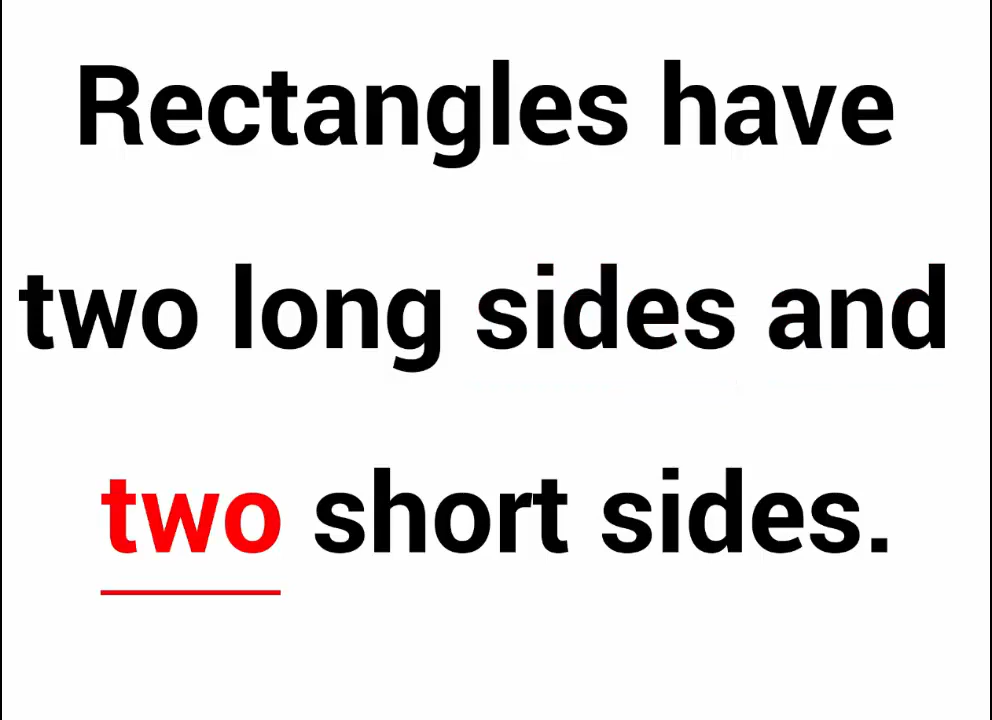 Rectangles have
two long sides and
two short sides.